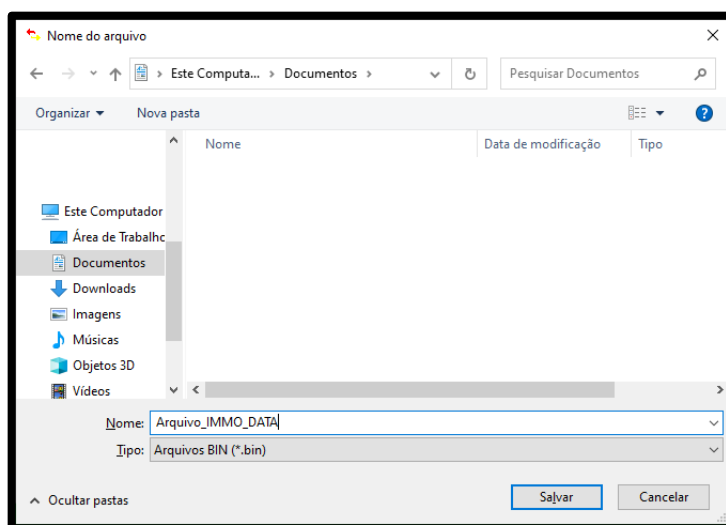 Nome do arquivo
Este Computa... › Documentos ›
Pesquisar Documentos
Organizar Nova pasta
Nome Data de modificação Tipo
Este Computador
Área de Trabalho
Documentos
Downloads
Imagens
Músicas
Objetos 3D
Vídeos
Nome: Arquivo_IMMO_DATA
Tipo: Arquivos BIN (*.bin)
Ocultar pastas Salvar Cancelar